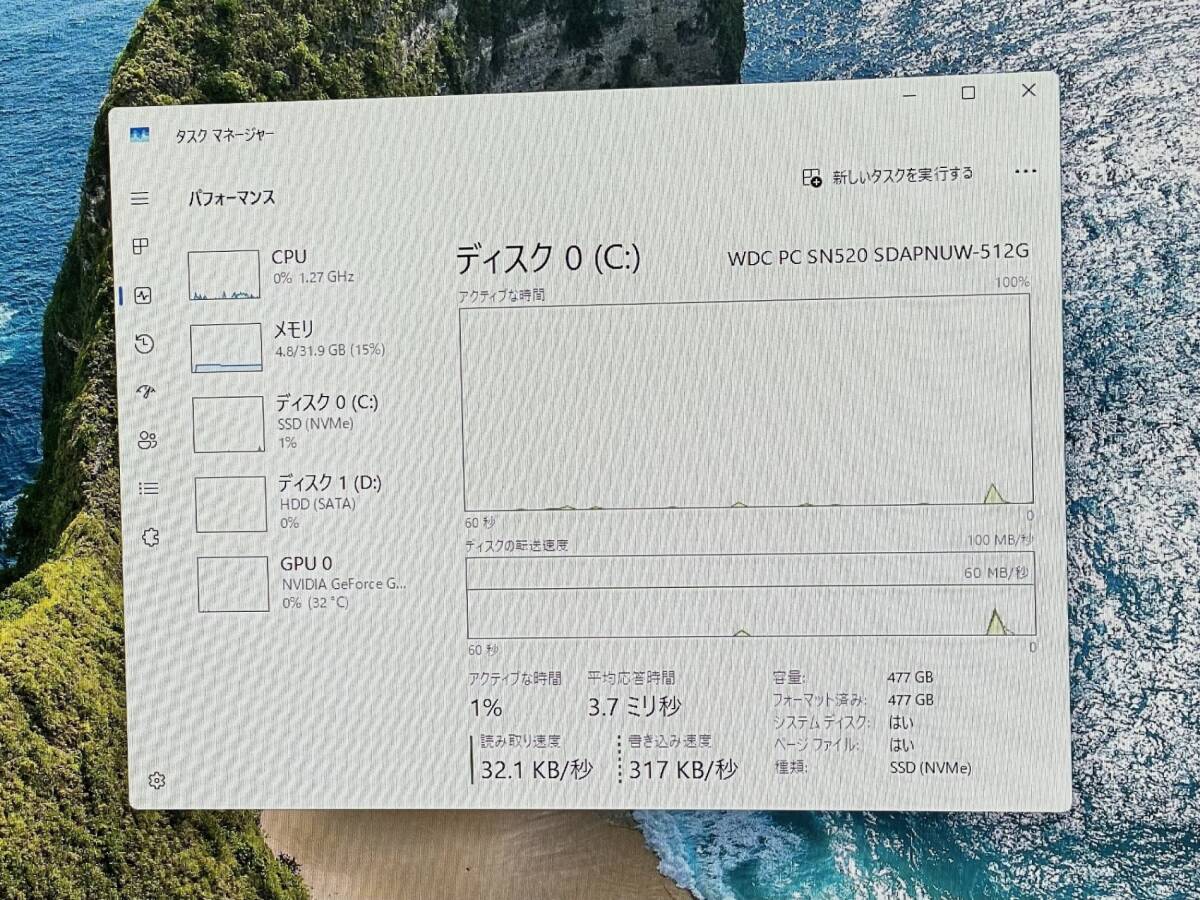 タスク マネージャー
新しいタスクを実行する
パフォーマンス
CPU
0% 1.27 GHz
メモリ
4.8/31.9 GB (15%)
ディスク 0 (C:)
SSD (NVMe)
1%
ディスク 1 (D:)
HDD (SATA)
0%
GPU 0
NVIDIA GeForce G...
0% (32 °C)
ディスク 0 (C:)
WDC PC SN520 SDAPNUW-512G
アクティブな時間
100%
60 秒
0
ディスクの転送速度
100 MB/秒
60 MB/秒
60 秒
0
アクティブな時間
1%
平均応答時間
3.7 ミリ秒
読み取り速度
32.1 KB/秒
書き込み速度
317 KB/秒
容量: 477 GB
フォーマット済み: 477 GB
システム ディスク: はい
ページ ファイル: はい
種類: SSD (NVMe)